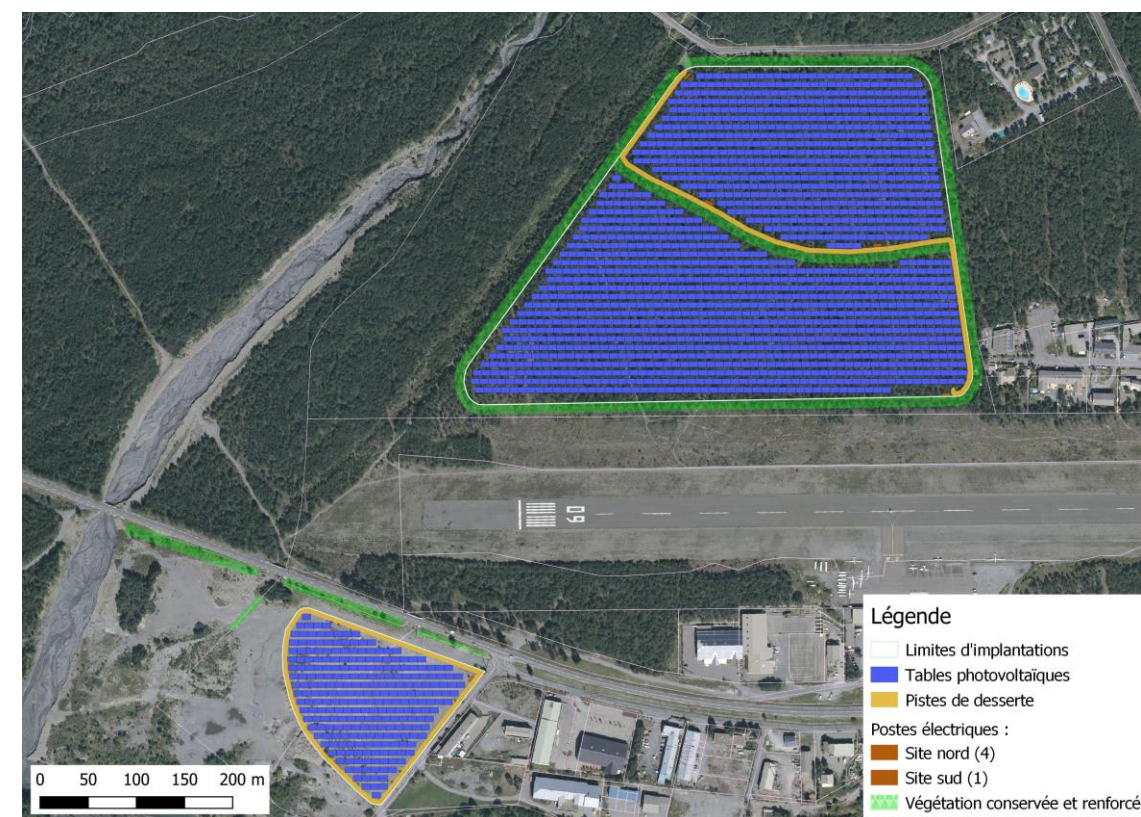 09
Légende
Limites d'implantations
Tables photovoltaïques
Pistes de desserte
Postes électriques :
Site nord (4)
Site sud (1)
Végétation conservée et renforcé
0 50 100 150 200 m